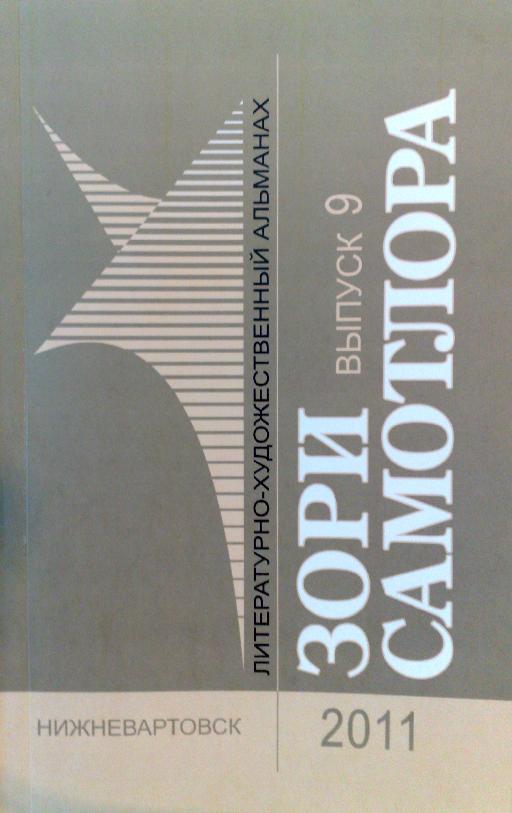 ЛИТЕРАТУРНО-ХУДОЖЕСТВЕННЫЙ АЛЬМАНАХ
ЗОРИ ВЫПУСК 9
САМОТЛОРА
НИЖНЕВАРТОВСК
2011